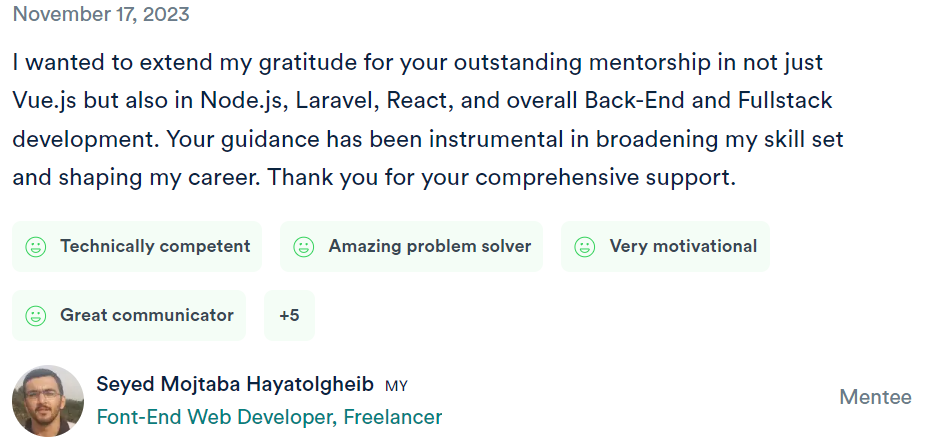 November 17, 2023
I wanted to extend my gratitude for your outstanding mentorship in not just
Vue.js but also in Node.js, Laravel, React, and overall Back-End and Fullstack
development. Your guidance has been instrumental in broadening my skill set
and shaping my career. Thank you for your comprehensive support.
Technically competent Amazing problem solver Very motivational
Great communicator +5
Seyed Mojtaba Hayatolgheib MY
Font-End Web Developer, Freelancer
Mentee